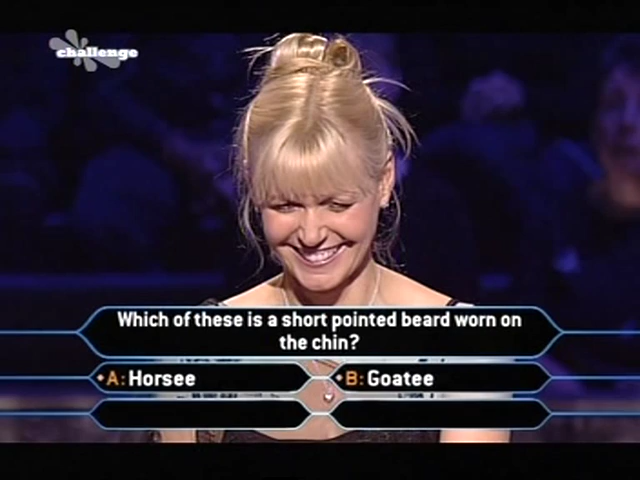 challenge
Which of these is a short pointed beard worn on
the chin?
A: Horsee
B: Goatee